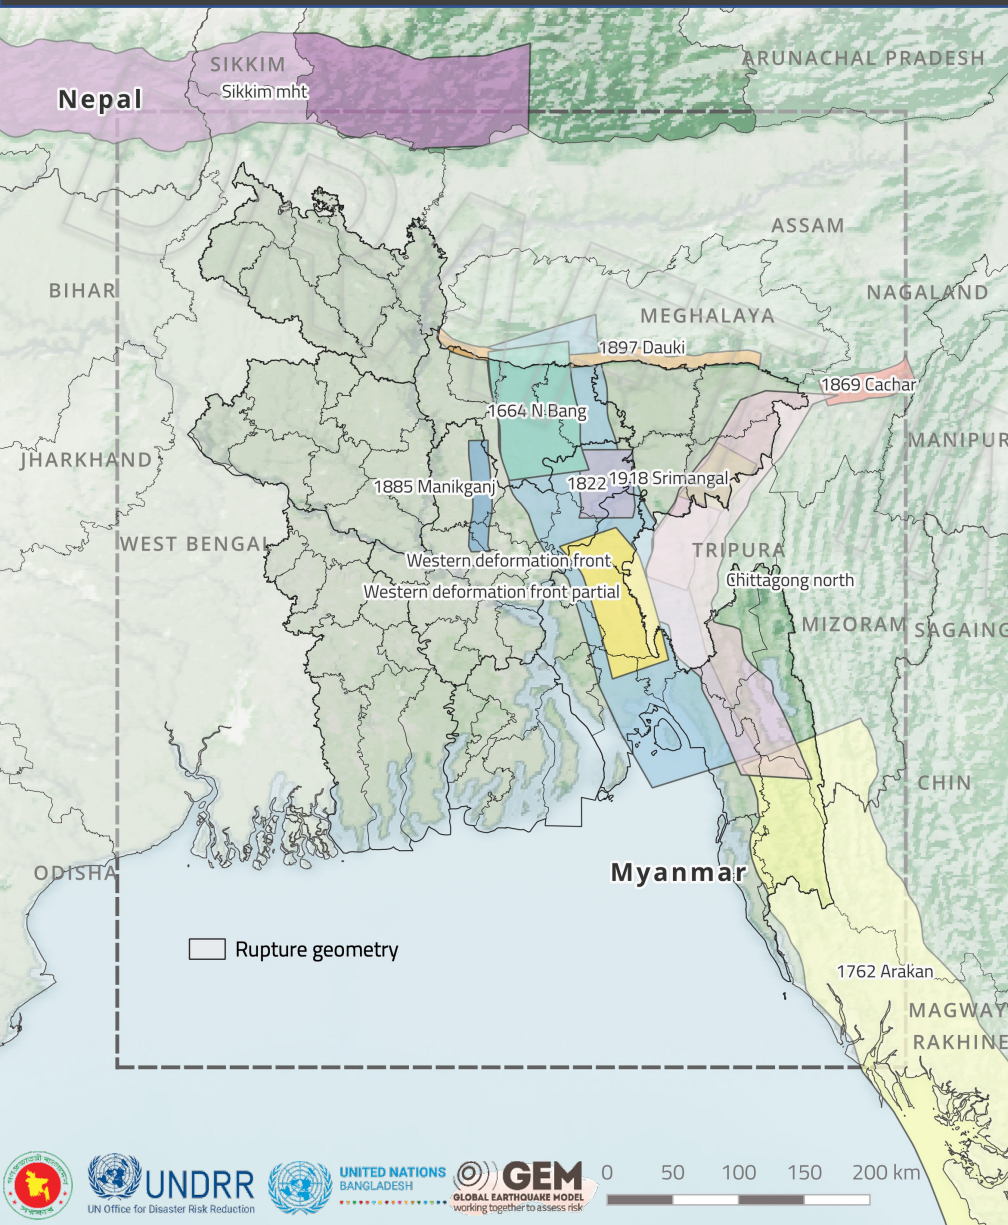 SIKKIM
ARUNACHAL PRADESH
Sikkim mht
Nepal
DRAFT
ASSAM
BIHAR
NAGALAND
MEGHALAYA
1897 Dauki
1869 Cachar
1664 N Bang
MANIPUR
JHARKHAND
1885 Manikganj
1822
1918 Srimangal
WEST BENGAL
TRIPURA
Western deformation front
Chittagong north
Western deformation front partial
MIZORAM
SAGAING
CHIN
Myanmar
ODISHA
Rupture geometry
1762 Arakan
MAGWAY
RAKHINE
UNDRR
UN Office for Disaster Risk Reduction
UNITED NATIONS
BANGLADESH
GEM
GLOBAL EARTHQUAKE MODEL
working together to assess risk
0 50 100 150 200 km